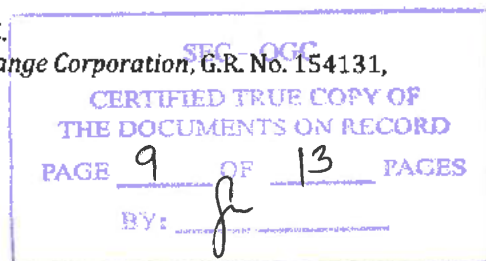 ange Corporation, G.R. No. 154131,
SEC - OGC
CERTIFIED TRUE COPY OF
THE DOCUMENTS ON RECORD
PAGE 9 OF 13 PAGES
BY: